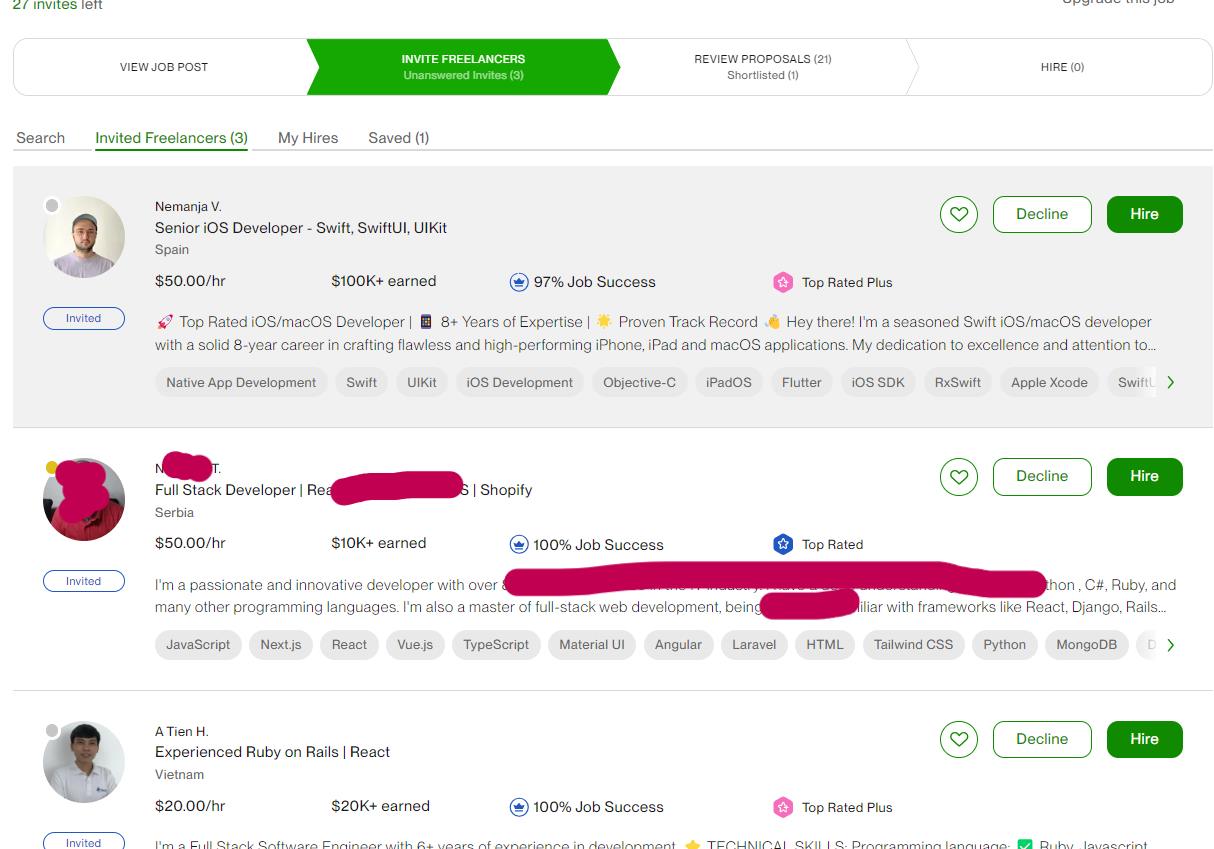 27 invites left
Upgrade this job
VIEW JOB POST
INVITE FREELANCERS
Unanswered Invites (3)
REVIEW PROPOSALS (21)
Shortlisted (1)
HIRE (0)
Search
Invited Freelancers (3)
My Hires
Saved (1)
Nemanja V.
Senior iOS Developer - Swift, SwiftUI, UIKit
Spain
Decline
Hire
$50.00/hr
$100K+ earned
97% Job Success
Top Rated Plus
Invited
🚀 Top Rated iOS/macOS Developer | 📱 8+ Years of Expertise | 🌟 Proven Track Record 👋 Hey there! I'm a seasoned Swift iOS/macOS developer
with a solid 8-year career in crafting flawless and high-performing iPhone, iPad and macOS applications. My dedication to excellence and attention to...
Native App Development
Swift
UIKit
iOS Development
Objective-C
iPadOS
Flutter
iOS SDK
RxSwift
Apple Xcode
SwiftU
N T.
Full Stack Developer | Rea S | Shopify
Serbia
Decline
Hire
$50.00/hr
$10K+ earned
100% Job Success
Top Rated
Invited
I'm a passionate and innovative developer with over thon , C#, Ruby, and
many other programming languages. I'm also a master of full-stack web development, being iliar with frameworks like React, Django, Rails...
JavaScript
Next.js
React
Vue.js
TypeScript
Material UI
Angular
Laravel
HTML
Tailwind CSS
Python
MongoDB
D
A Tien H.
Experienced Ruby on Rails | React
Vietnam
Decline
Hire
$20.00/hr
$20K+ earned
100% Job Success
Top Rated Plus
Invited
I'm a Full Stack Software Engineer with 6+ years of experience in development. ⭐ TECHNICAL SKILLS: Programming language: ✅ Ruby, Javascript,